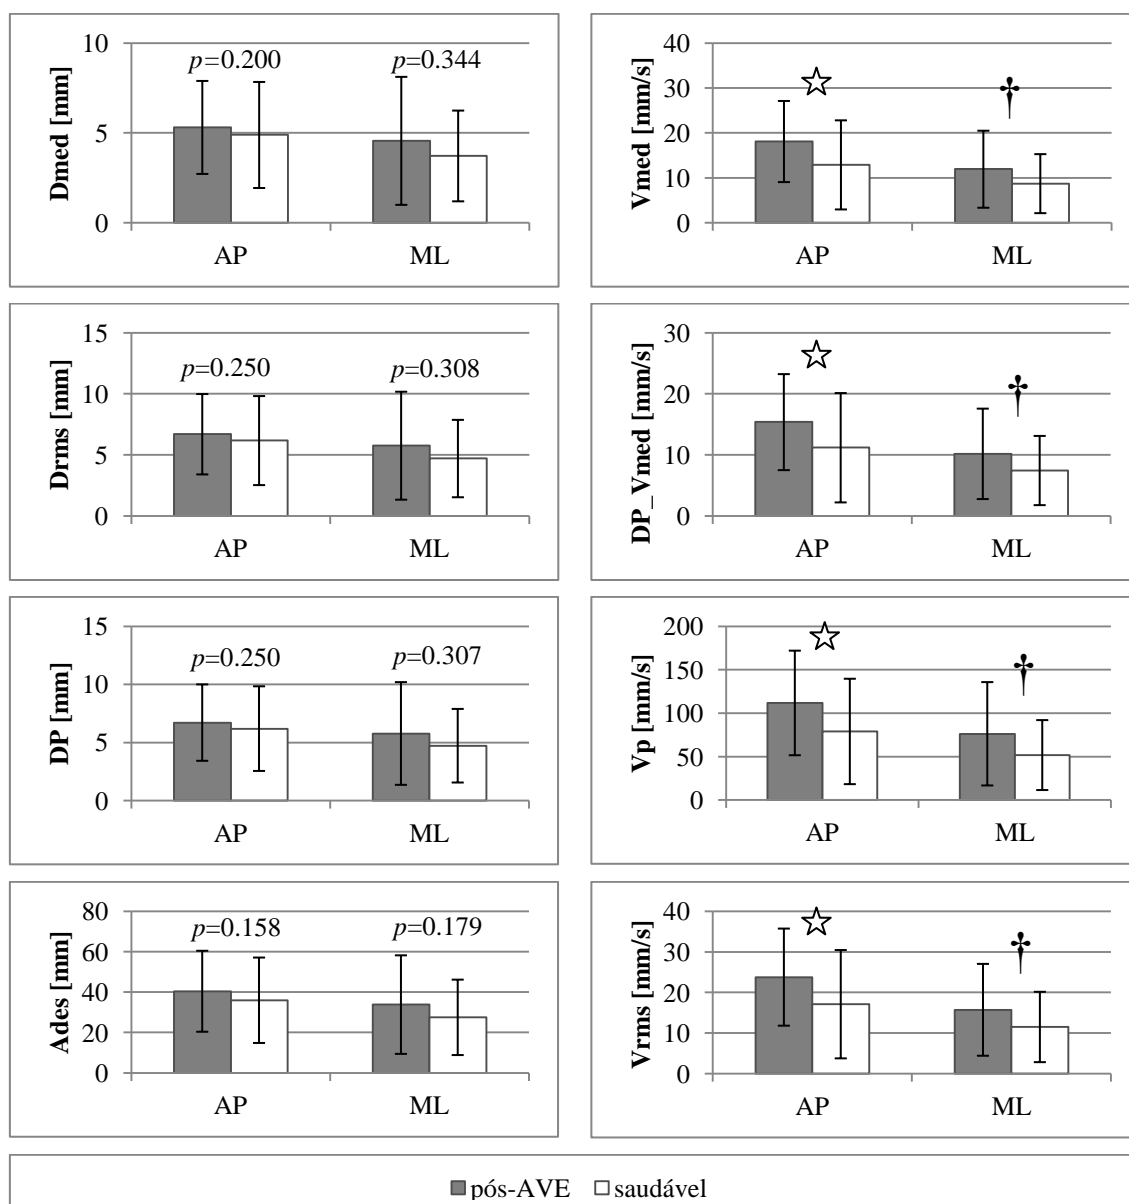 Dmed [mm]
10
5
0
p=0.200
p=0.344
AP
ML
Vmed [mm/s]
40
30
20
10
0
☆
†
AP
ML
Drms [mm]
15
10
5
0
p=0.250
p=0.308
AP
ML
DP_Vmed [mm/s]
30
20
10
0
☆
†
AP
ML
DP [mm]
15
10
5
0
p=0.250
p=0.307
AP
ML
Vp [mm/s]
200
150
100
50
0
☆
†
AP
ML
Ades [mm]
80
60
40
20
0
p=0.158
p=0.179
AP
ML
Vrms [mm/s]
40
30
20
10
0
☆
†
AP
ML
pós-AVE saudável